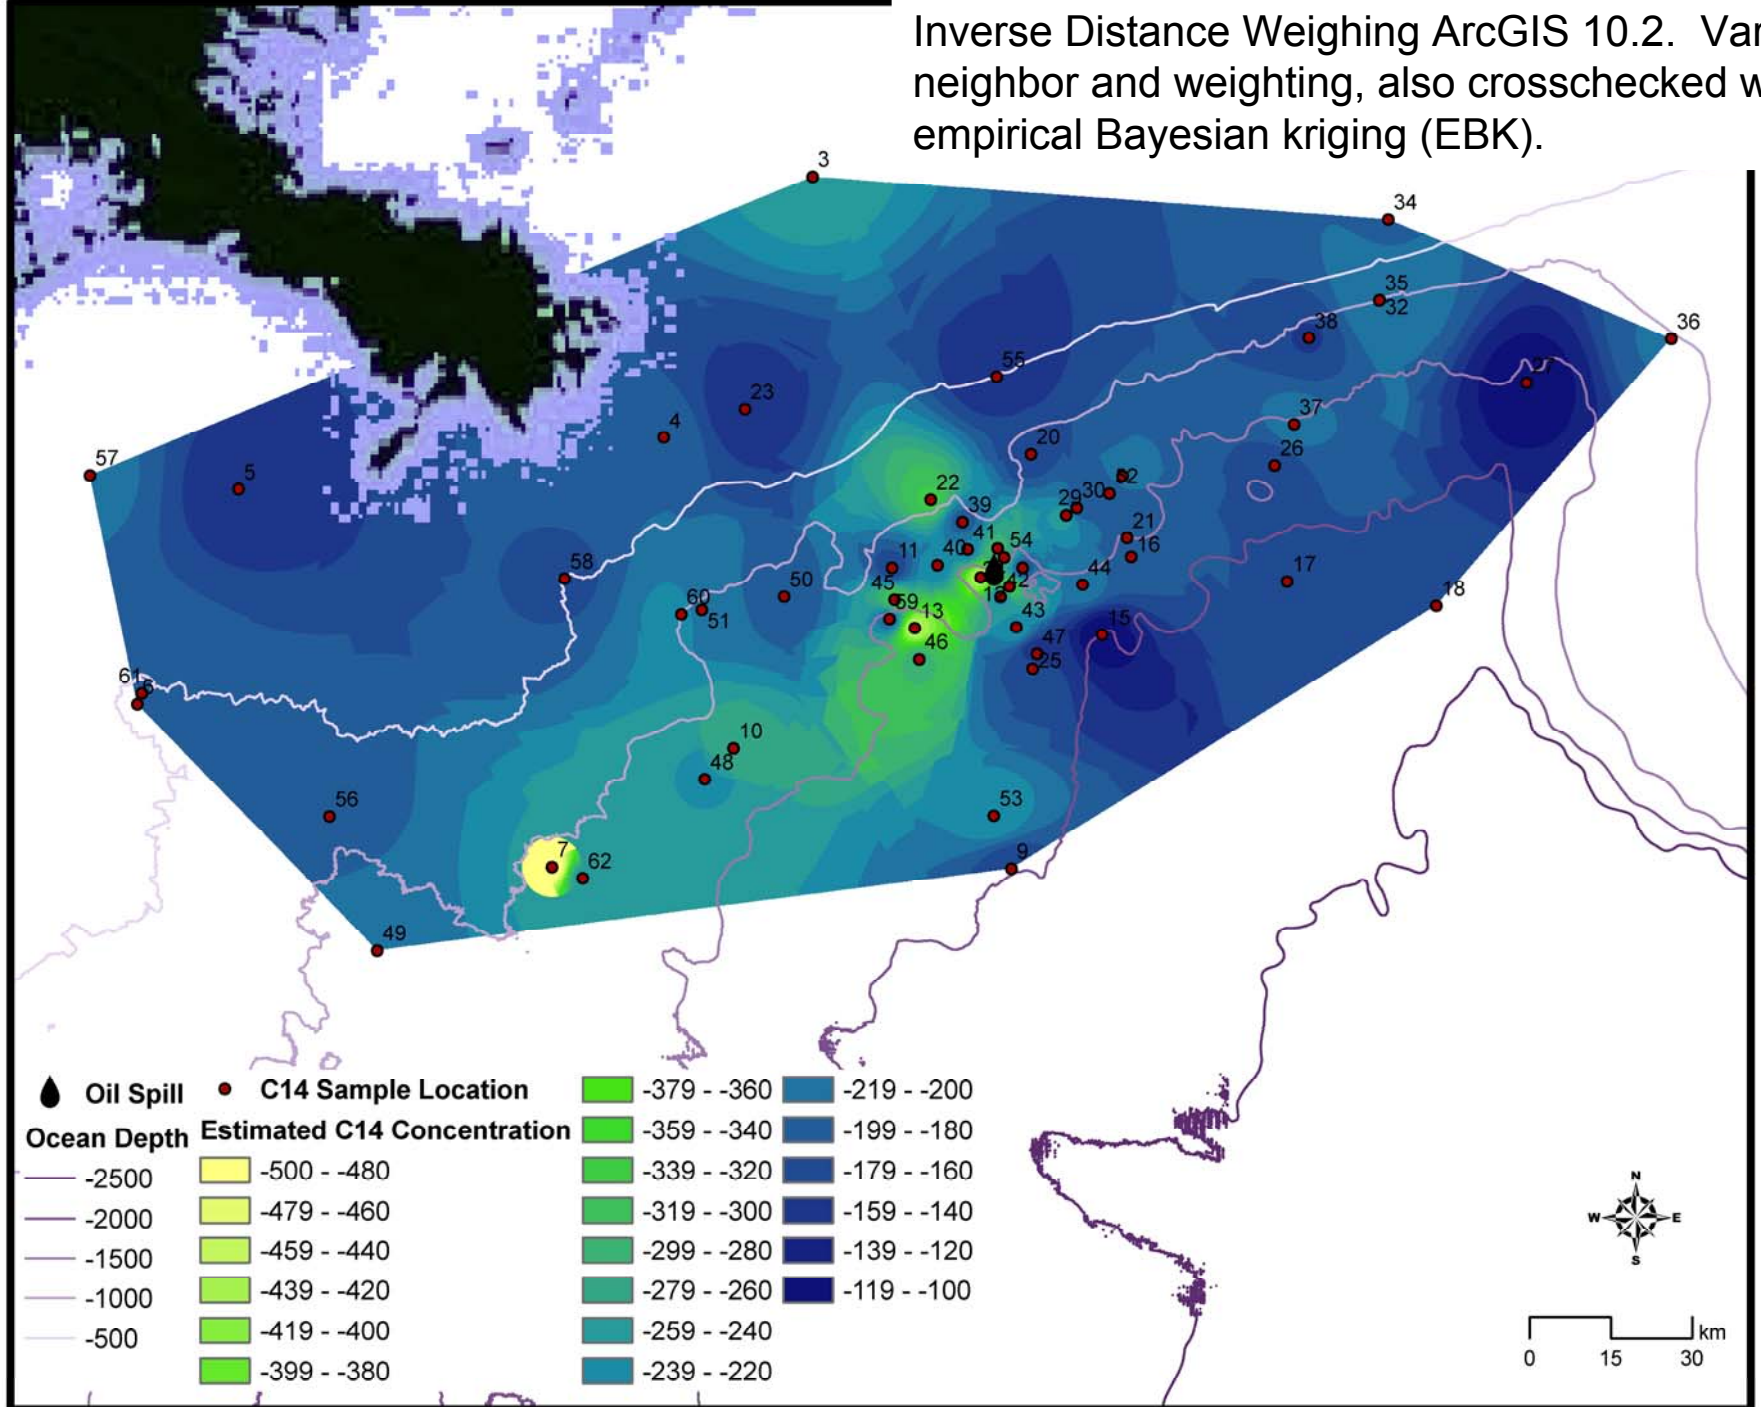 Inverse Distance Weighing ArcGIS 10.2. Var
neighbor and weighting, also crosschecked w
empirical Bayesian kriging (EBK).
3
34
35
32
36
38
55
23
4
37
20
26
57
5
22
52
30
29
39
21
41
54
16
11
40
58
50
45
42
44
17
18
60
51
59
13
43
15
46
47
25
61
6
10
48
56
53
7
62
9
49
Oil Spill
C14 Sample Location
Ocean Depth
-2500
-2000
-1500
-1000
-500
Estimated C14 Concentration
-500 - -480
-479 - -460
-459 - -440
-439 - -420
-419 - -400
-399 - -380
-379 - -360
-359 - -340
-339 - -320
-319 - -300
-299 - -280
-279 - -260
-259 - -240
-239 - -220
-219 - -200
-199 - -180
-179 - -160
-159 - -140
-139 - -120
-119 - -100
N
W E
S
km
0 15 30